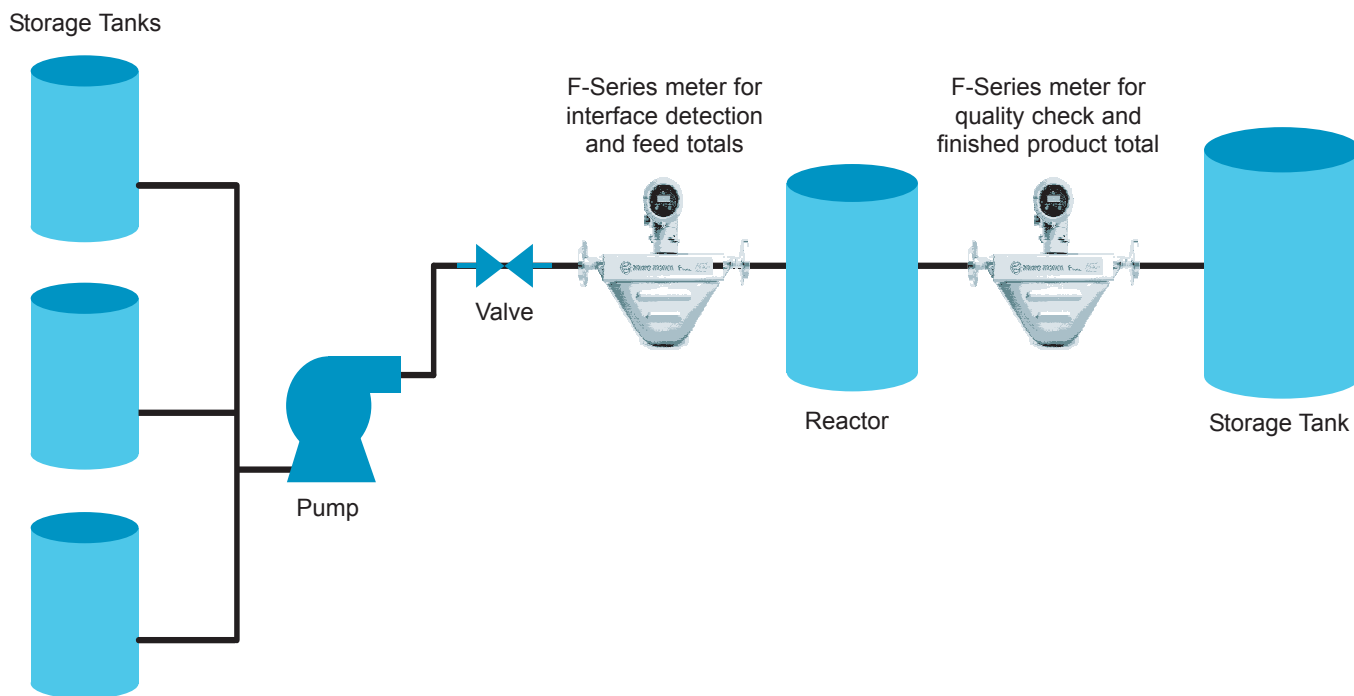 Storage Tanks
F-Series meter for
interface detection
and feed totals
F-Series meter for
quality check and
finished product total
Valve
Reactor
Storage Tank
Pump